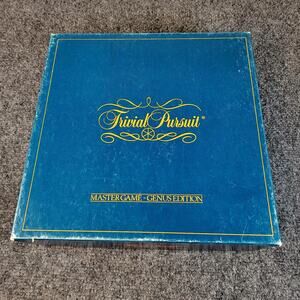 Trivial Pursuit®
MASTER GAME - GENUS EDITION